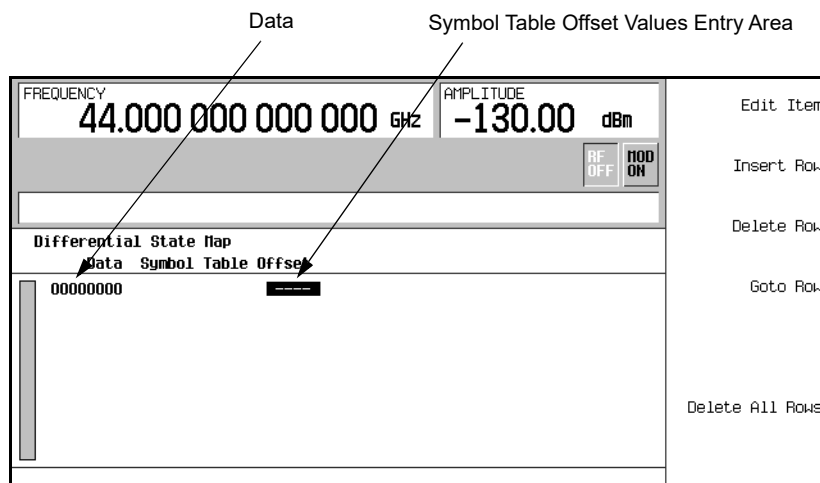 Data Symbol Table Offset Values Entry Area
FREQUENCY AMPLITUDE
44.000 000 000 000 GHz -130.00 dBm
Edit Item
RF OFF MOD ON
Insert Row
Differential State Map
Delete Row
Data Symbol Table Offset
00000000 ----
Goto Row
Delete All Rows